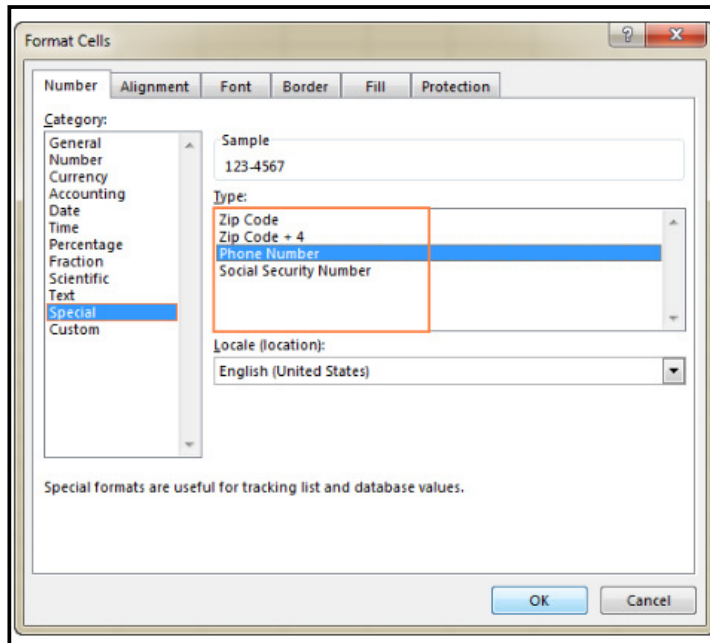 Format Cells
Number Alignment Font Border Fill Protection
Category:
General
Number
Currency
Accounting
Date
Time
Percentage
Fraction
Scientific
Text
Special
Custom
Sample
123-4567
Type:
Zip Code
Zip Code + 4
Phone Number
Social Security Number
Locale (location):
English (United States)
Special formats are useful for tracking list and database values.
OK Cancel